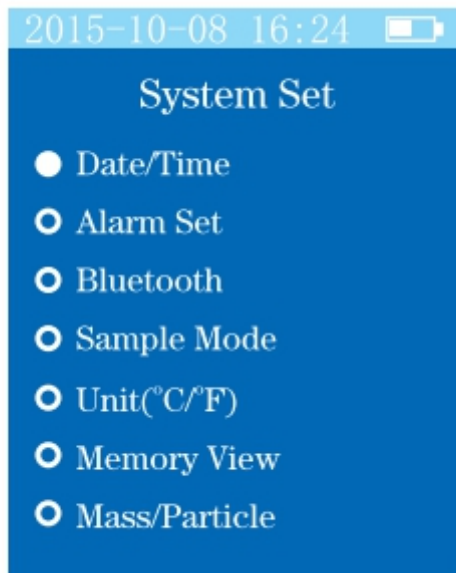 2015-10-08 16:24
System Set
Date/Time
Alarm Set
Bluetooth
Sample Mode
Unit(°C/°F)
Memory View
Mass/Particle